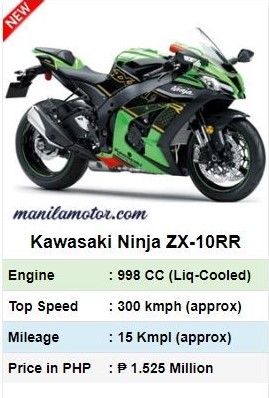 NEW
Ninja
manilamotor.com
Kawasaki Ninja ZX-10RR
Engine : 998 CC (Liq-Cooled)
Top Speed : 300 kmph (approx)
Mileage : 15 Kmpl (approx)
Price in PHP : ₱ 1.525 Million